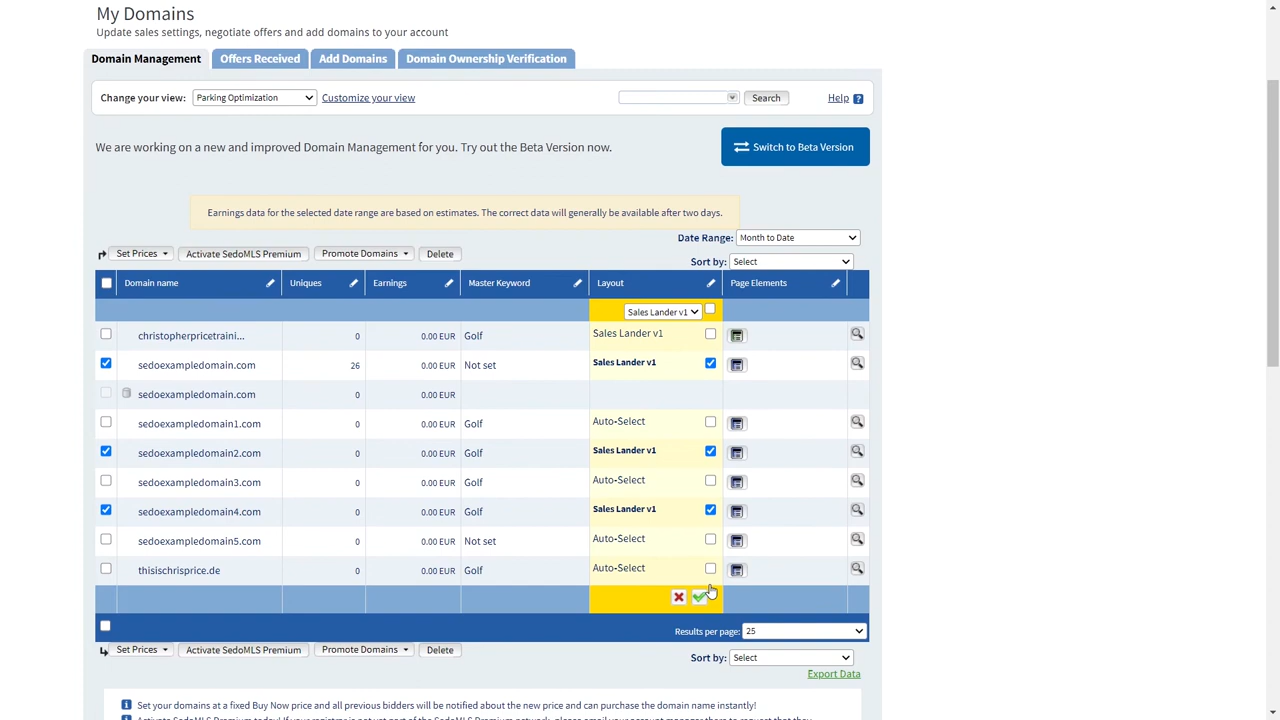 My Domains
Update sales settings, negotiate offers and add domains to your account
Domain Management Offers Received Add Domains Domain Ownership Verification
Change your view: Parking Optimization Customize your view Search Help ?
We are working on a new and improved Domain Management for you. Try out the Beta Version now. Switch to Beta Version
Earnings data for the selected date range are based on estimates. The correct data will generally be available after two days.
Date Range: Month to Date
Set Prices Activate SedoMLS Premium Promote Domains Delete
Sort by: Select
Domain name Uniques Earnings Master Keyword Layout Page Elements
Sales Lander v1
christopherpricetraini... 0 0.00 EUR Golf Sales Lander v1
sedoexampledomain.com 26 0.00 EUR Not set Sales Lander v1
sedoexampledomain.com 0 0.00 EUR
sedoexampledomain1.com 0 0.00 EUR Golf Auto-Select
sedoexampledomain2.com 0 0.00 EUR Golf Sales Lander v1
sedoexampledomain3.com 0 0.00 EUR Golf Auto-Select
sedoexampledomain4.com 0 0.00 EUR Golf Sales Lander v1
sedoexampledomain5.com 0 0.00 EUR Not set Auto-Select
thisischrisprice.de 0 0.00 EUR Golf Auto-Select
Results per page: 25
Set Prices Activate SedoMLS Premium Promote Domains Delete
Sort by: Select
Export Data
Set your domains at a fixed Buy Now price and all previous bidders will be notified about the new price and can purchase the domain name instantly!